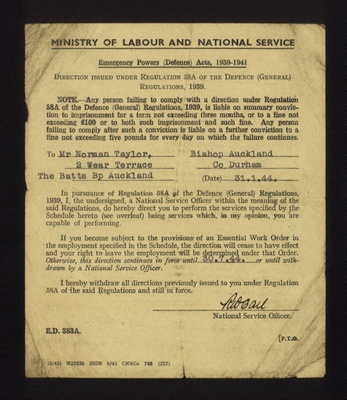 MINISTRY OF LABOUR AND NATIONAL SERVICE
Emergency Powers (Defence) Acts, 1939-1941
DIRECTION ISSUED UNDER REGULATION 58A OF THE DEFENCE (GENERAL)
REGULATIONS, 1939.
NOTE.—Any person failing to comply with a direction under Regulation
58A of the Defence (General) Regulations, 1939, is liable on summary convic-
tion to imprisonment for a term not exceeding three months, or to a fine not
exceeding £100 or to both such imprisonment and such fine. Any person
failing to comply after such a conviction is liable on a further conviction to a
fine not exceeding five pounds for every day on which the failure continues.
To Mr Norman Taylor, Bishop Auckland
2 Wear Terrace Co Durham
The Batts Bp Auckland (Date) 31.1.44.
In pursuance of Regulation 58A of the Defence (General) Regulations,
1939, I, the undersigned, a National Service Officer within the meaning of the
said Regulations, do hereby direct you to perform the services specified by the
Schedule hereto (see overleaf) being services which, in my opinion, you are
capable of performing.
If you become subject to the provisions of an Essential Work Order in
the employment specified in the Schedule, the direction will cease to have effect
and your right to leave the employment will be determined under that Order.
Otherwise, this direction continues in force until 30.7.44. or until with-
drawn by a National Service Officer.
I hereby withdraw all directions previously issued to you under Regulation
58A of the said Regulations and still in force.
National Service Officer.
E.D. 383A.
[P.T.O.